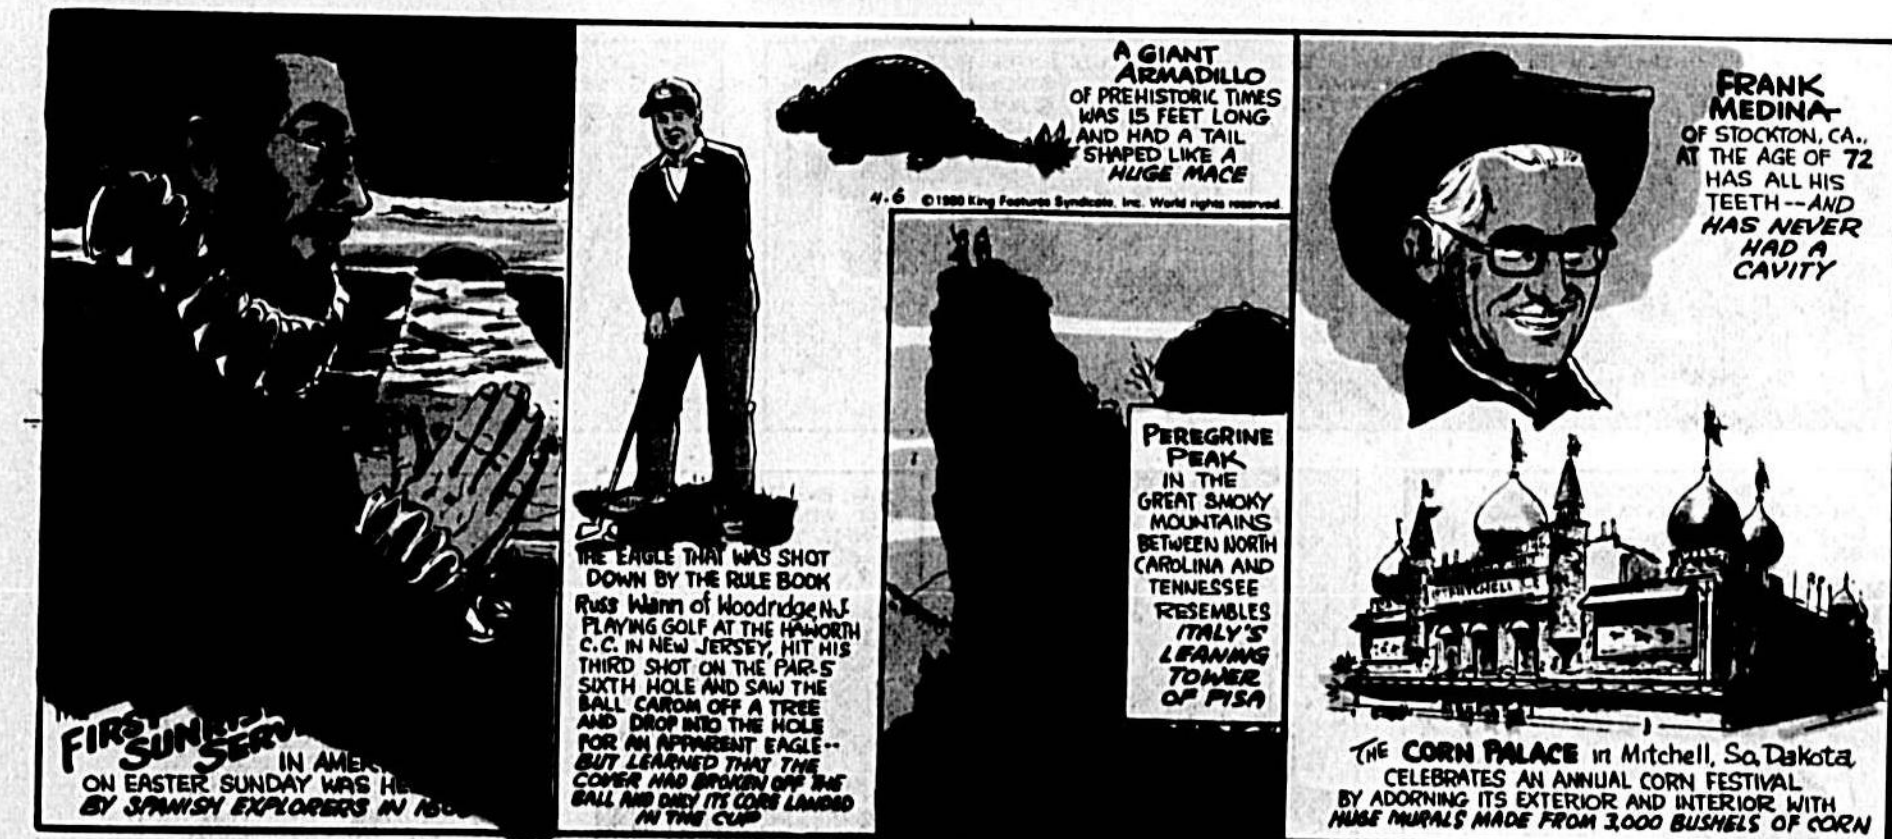 FIRST SUNRISE
IN AMER
ON EASTER SUNDAY WAS HE
BY SPANISH EXPLORERS IN
THE EAGLE THAT WAS SHOT
DOWN BY THE RULE BOOK
Russ Wann of Woodridge, N.J.
PLAYING GOLF AT THE HAWORTH
C.C. IN NEW JERSEY, HIT HIS
THIRD SHOT ON THE PAR-5
SIXTH HOLE AND SAW THE
BALL CAROM OFF A TREE
AND DROP INTO THE HOLE
FOR AN APPARENT EAGLE--
BUT LEARNED THAT THE
COVER HAD BROKEN OFF THE
BALL AND ONLY ITS CORE LANDED
IN THE CUP
A GIANT
ARMADILLO
OF PREHISTORIC TIMES
WAS 15 FEET LONG
AND HAD A TAIL
SHAPED LIKE A
HUGE MACE
4.6 © 1980 King Features Syndicate, Inc. World rights reserved.
PEREGRINE
PEAK
IN THE
GREAT SMOKY
MOUNTAINS
BETWEEN NORTH
CAROLINA AND
TENNESSEE
RESEMBLES
ITALY'S
LEANING
TOWER
OF PISA
FRANK
MEDINA
OF STOCKTON, CA.,
AT THE AGE OF 72
HAS ALL HIS
TEETH--AND
HAS NEVER
HAD A
CAVITY
MITCHELL
THE CORN PALACE in Mitchell, So. Dakota
CELEBRATES AN ANNUAL CORN FESTIVAL
BY ADORNING ITS EXTERIOR AND INTERIOR WITH
HUGE MURALS MADE FROM 3,000 BUSHELS OF CORN